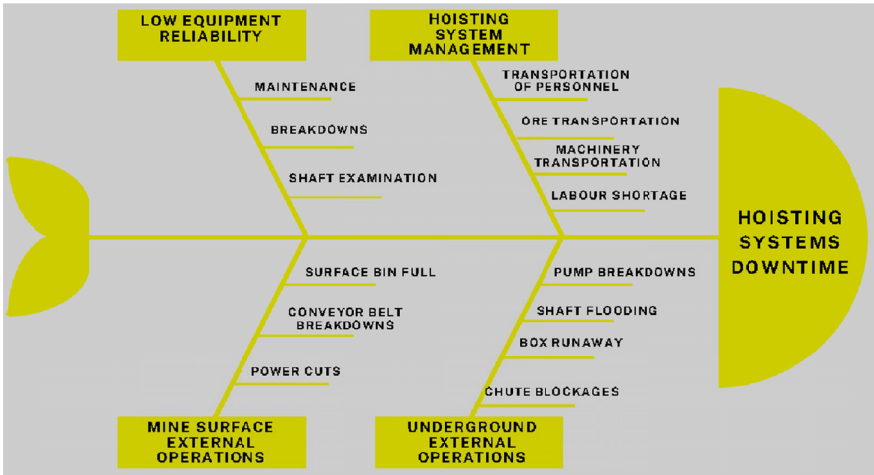 LOW EQUIPMENT
RELIABILITY
HOISTING
SYSTEM
MANAGEMENT
MAINTENANCE
BREAKDOWNS
SHAFT EXAMINATION
TRANSPORTATION
OF PERSONNEL
ORE TRANSPORTATION
MACHINERY
TRANSPORTATION
LABOUR SHORTAGE
HOISTING
SYSTEMS
DOWNTIME
SURFACE BIN FULL
CONVEYOR BELT
BREAKDOWNS
POWER CUTS
PUMP BREAKDOWNS
SHAFT FLOODING
BOX RUNAWAY
CHUTE BLOCKAGES
MINE SURFACE
EXTERNAL
OPERATIONS
UNDERGROUND
EXTERNAL
OPERATIONS